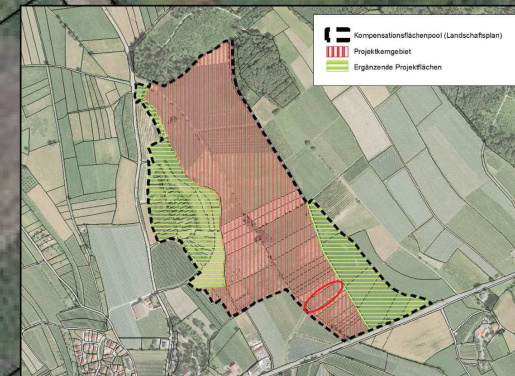 Kompensationsflächenpool (Landschaftsplan)
Projektkerngebiet
Ergänzende Projektflächen